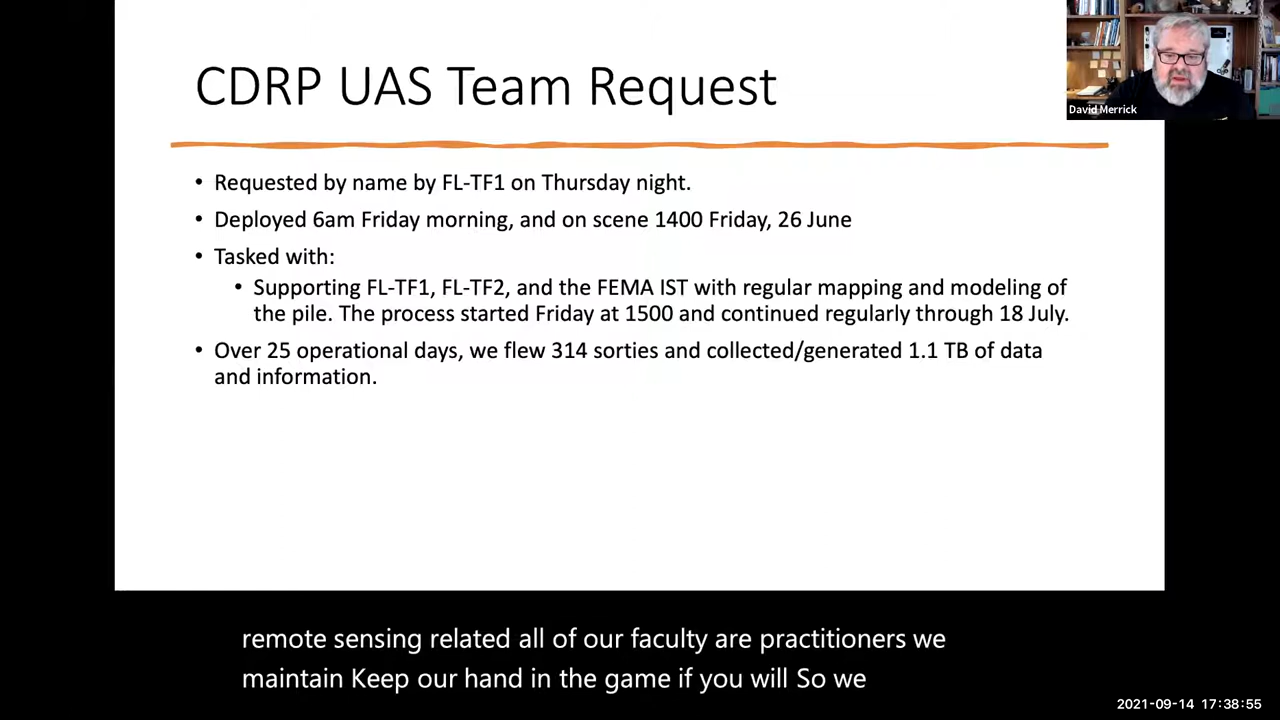 CDRP UAS Team Request
David Merrick
• Requested by name by FL-TF1 on Thursday night.
• Deployed 6am Friday morning, and on scene 1400 Friday, 26 June
• Tasked with:
• Supporting FL-TF1, FL-TF2, and the FEMA IST with regular mapping and modeling of
the pile. The process started Friday at 1500 and continued regularly through 18 July.
• Over 25 operational days, we flew 314 sorties and collected/generated 1.1 TB of data
and information.
remote sensing related all of our faculty are practitioners we
maintain Keep our hand in the game if you will So we
2021-09-14 17:38:55